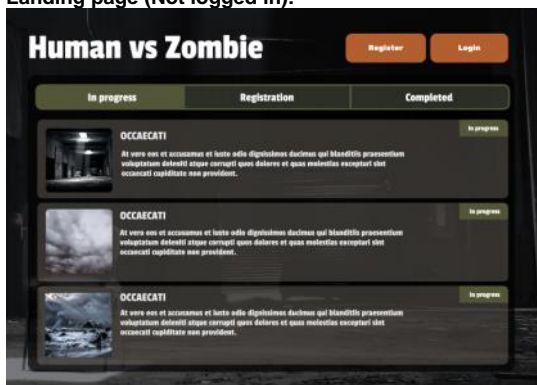 Landing page (Not logged in):
Human vs Zombie
Register
Login
In progress
Registration
Completed
OCCAECATI
In progress
At vero eos et accusamus et iusto odio dignissimos ducimus qui blanditiis praesentium
voluptatum deleniti atque corrupti quos dolores et quas molestias excepturi sint
occaecati cupiditate non provident.
OCCAECATI
In progress
At vero eos et accusamus et iusto odio dignissimos ducimus qui blanditiis praesentium
voluptatum deleniti atque corrupti quos dolores et quas molestias excepturi sint
occaecati cupiditate non provident.
OCCAECATI
In progress
At vero eos et accusamus et iusto odio dignissimos ducimus qui blanditiis praesentium
voluptatum deleniti atque corrupti quos dolores et quas molestias excepturi sint
occaecati cupiditate non provident.